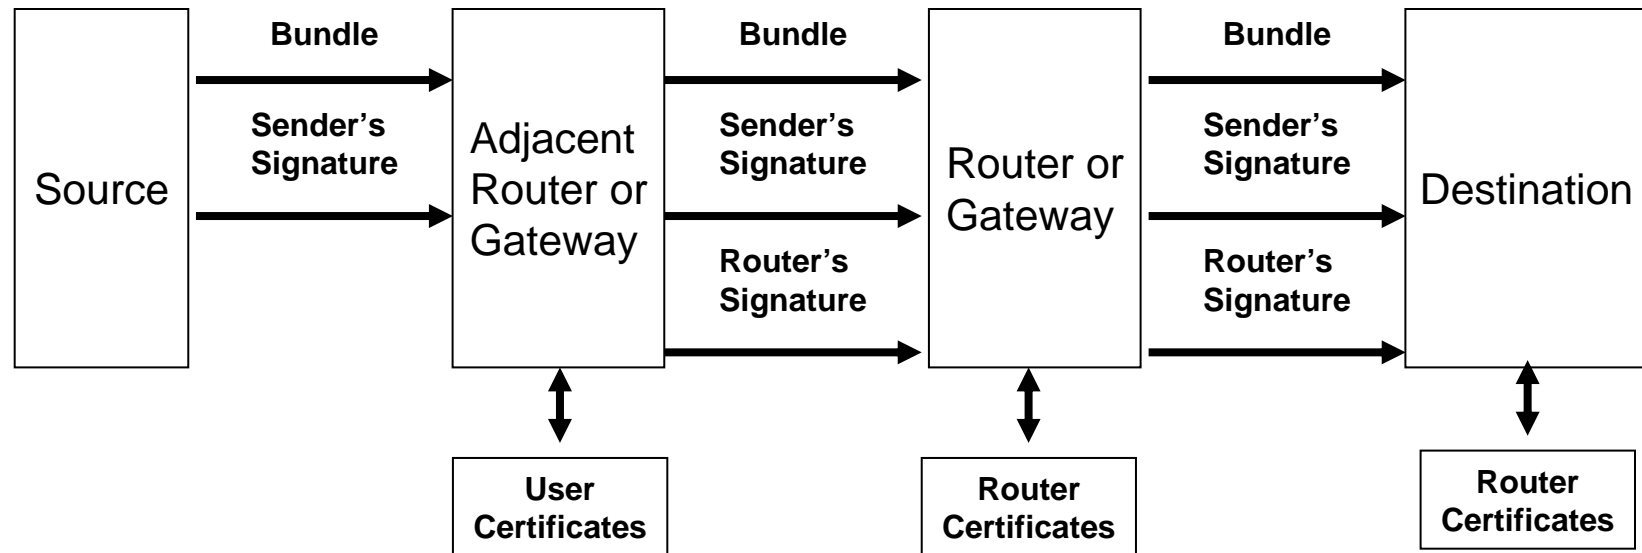 Bundle
Bundle
Bundle
Sender's
Signature
Sender's
Signature
Sender's
Signature
Source
Adjacent
Router or
Gateway
Router or
Gateway
Destination
Router's
Signature
Router's
Signature
User
Certificates
Router
Certificates
Router
Certificates